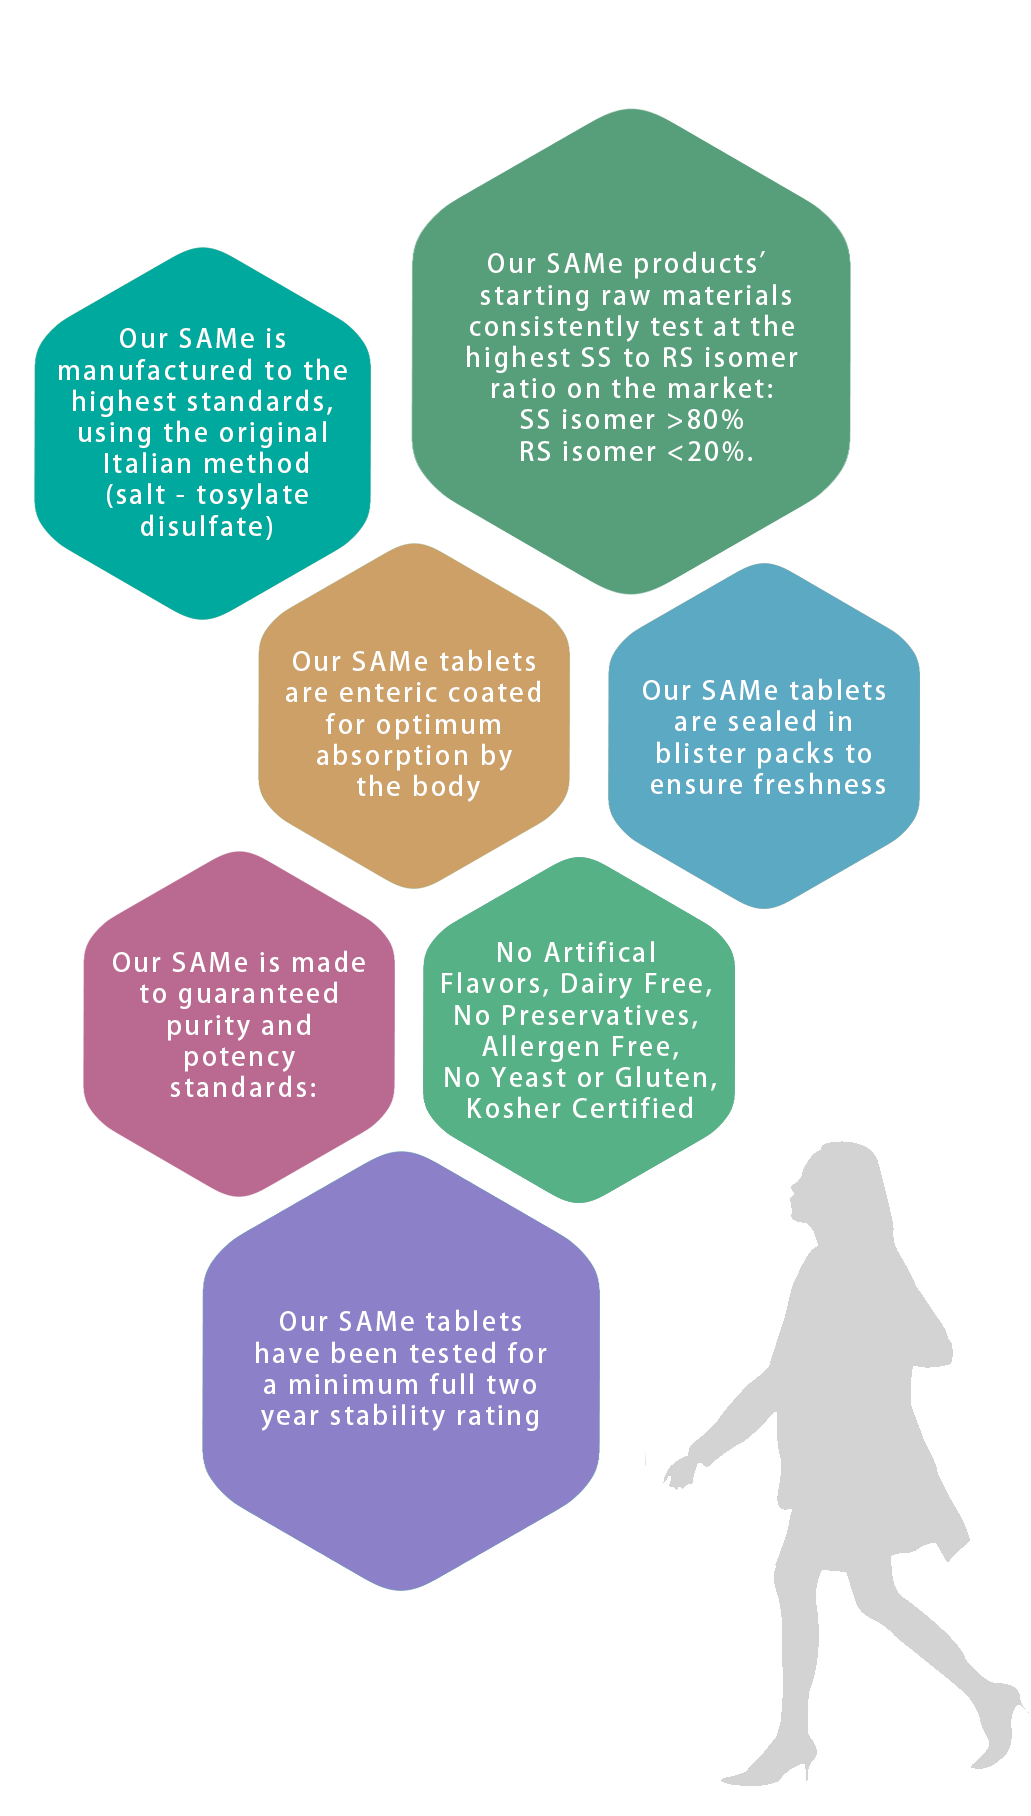 Our SAMe products´
starting raw materials
consistently test at the
highest SS to RS isomer
ratio on the market:
SS isomer >80%
RS isomer <20%.
Our SAMe is
manufactured to the
highest standards,
using the original
Italian method
(salt - tosylate
disulfate)
Our SAMe tablets
are enteric coated
for optimum
absorption by
the body
Our SAMe tablets
are sealed in
blister packs to
ensure freshness
Our SAMe is made
to guaranteed
purity and
potency
standards:
No Artifical
Flavors, Dairy Free,
No Preservatives,
Allergen Free,
No Yeast or Gluten,
Kosher Certified
Our SAMe tablets
have been tested for
a minimum full two
year stability rating